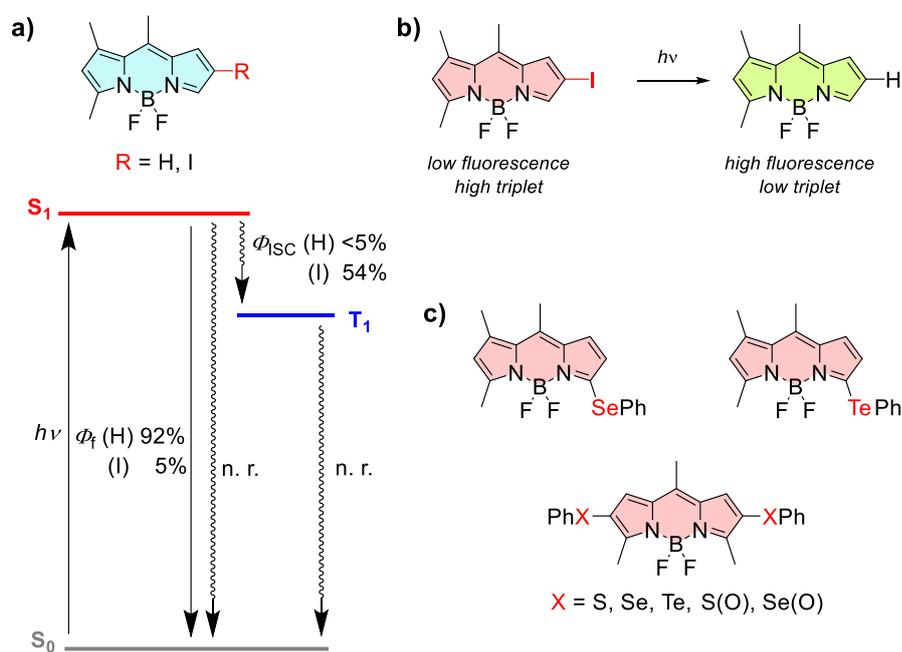 a)
R
N
B
N
F F
R = H, I
S1
ΦISC (H) <5%
(I) 54%
T1
hν
Φf (H) 92%
(I) 5%
n. r.
n. r.
S0
b)
I
N
B
N
F F
low fluorescence
high triplet
hν
H
N
B
N
F F
high fluorescence
low triplet
c)
N
B
N
F F
SePh
N
B
N
F F
TePh
PhX
XPh
N
B
N
F F
X = S, Se, Te, S(O), Se(O)